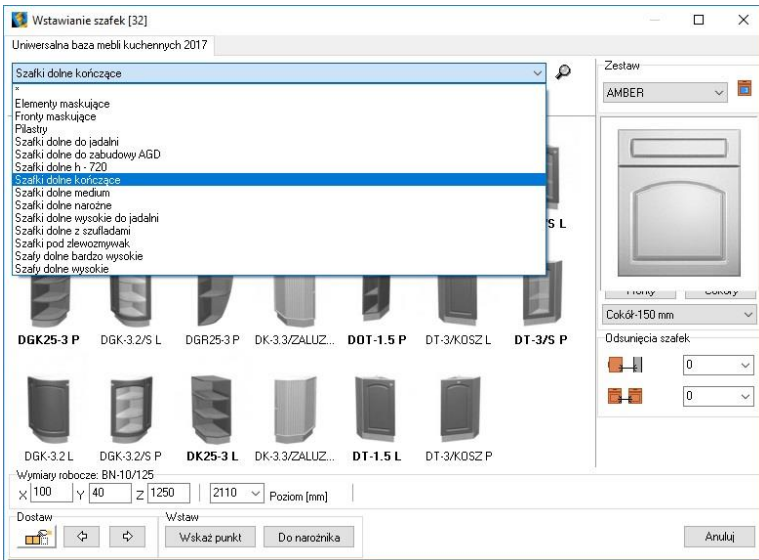 Wstawianie szafek [32]
Uniwersalna baza mebli kuchennych 2017
Szafki dolne kończące
*
Elementy maskujące
Fronty maskujące
Pilastry
Szafki dolne do jadalni
Szafki dolne do zabudowy AGD
Szafki dolne h - 720
Szafki dolne kończące
Szafki dolne medium
Szafki dolne narożne
Szafki dolne wysokie do jadalni
Szafki dolne z szufladami
Szafki pod zlewozmywak
Szafy dolne bardzo wysokie
Szafy dolne wysokie
/S L
DGK25-3 P DGK-3.2/S L DGR25-3 P DK-3.3/ZALUZ... DOT-1.5 P DT-3/KOSZ L DT-3/S P
DGK-3.2 L DGK-3.2/S P DK25-3 L DK-3.3/ZALUZ... DT-1.5 L DT-3/KOSZ P
Zestaw
AMBER
Fronty Cokoły
Cokół-150 mm
Odsunięcia szafek
0
0
Wymiary robocze: BN-10/125
X 100 Y 40 Z 1250 2110 Poziom [mm]
Dostaw Wstaw
Wskaż punkt Do narożnika Anuluj